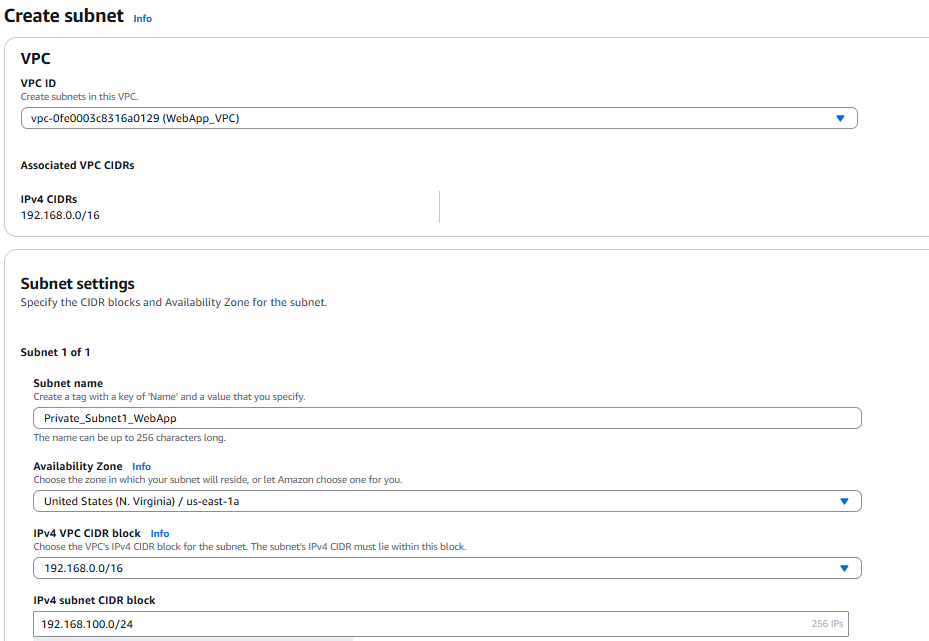 Create subnet Info
VPC
VPC ID
Create subnets in this VPC.
vpc-0fe0003c8316a0129 (WebApp_VPC)
Associated VPC CIDRs
IPv4 CIDRs
192.168.0.0/16
Subnet settings
Specify the CIDR blocks and Availability Zone for the subnet.
Subnet 1 of 1
Subnet name
Create a tag with a key of 'Name' and a value that you specify.
Private_Subnet1_WebApp
The name can be up to 256 characters long.
Availability Zone Info
Choose the zone in which your subnet will reside, or let Amazon choose one for you.
United States (N. Virginia) / us-east-1a
IPv4 VPC CIDR block Info
Choose the VPC's IPv4 CIDR block for the subnet. The subnet's IPv4 CIDR must lie within this block.
192.168.0.0/16
IPv4 subnet CIDR block
192.168.100.0/24 256 IPs